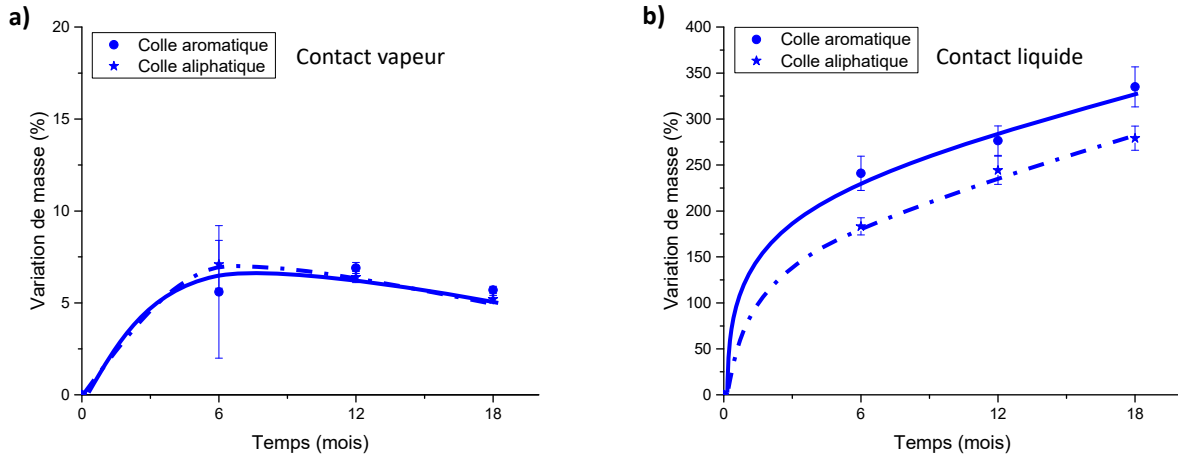 a)
Colle aromatique
Colle aliphatique
Contact vapeur
20
15
10
5
0
Variation de masse (%)
0 6 12 18
Temps (mois)
b)
Colle aromatique
Colle aliphatique
Contact liquide
400
350
300
250
200
150
100
50
0
Variation de masse (%)
0 6 12 18
Temps (mois)